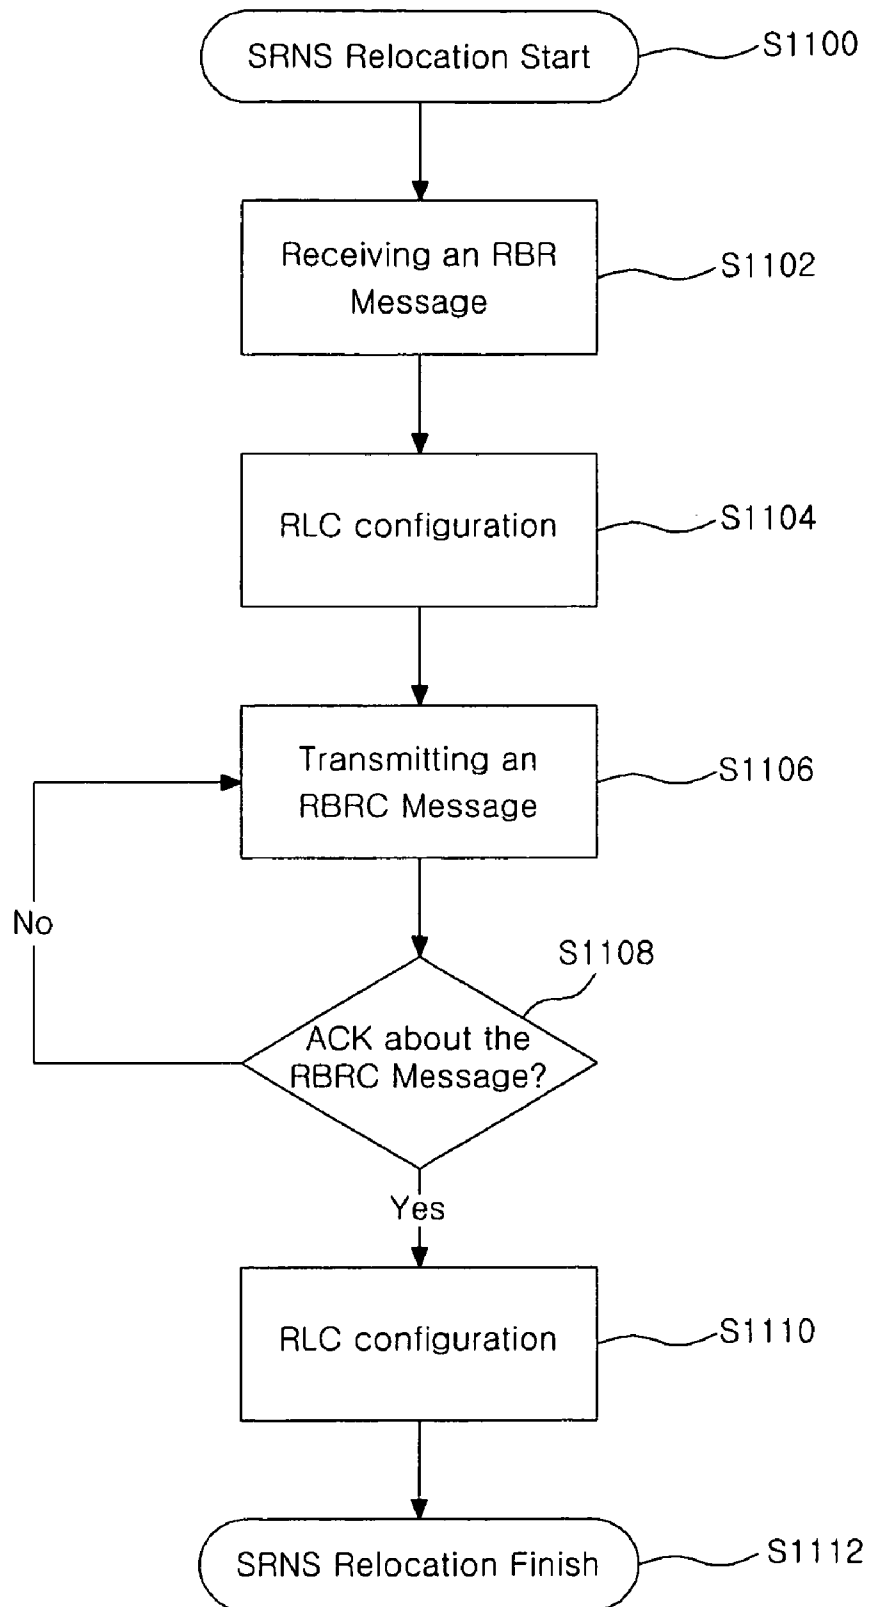 SRNS Relocation Start
S1100
Receiving an RBR
Message
S1102
RLC configuration
S1104
Transmitting an
RBRC Message
S1106
No
S1108
ACK about the
RBRC Message?
Yes
RLC configuration
S1110
SRNS Relocation Finish
S1112